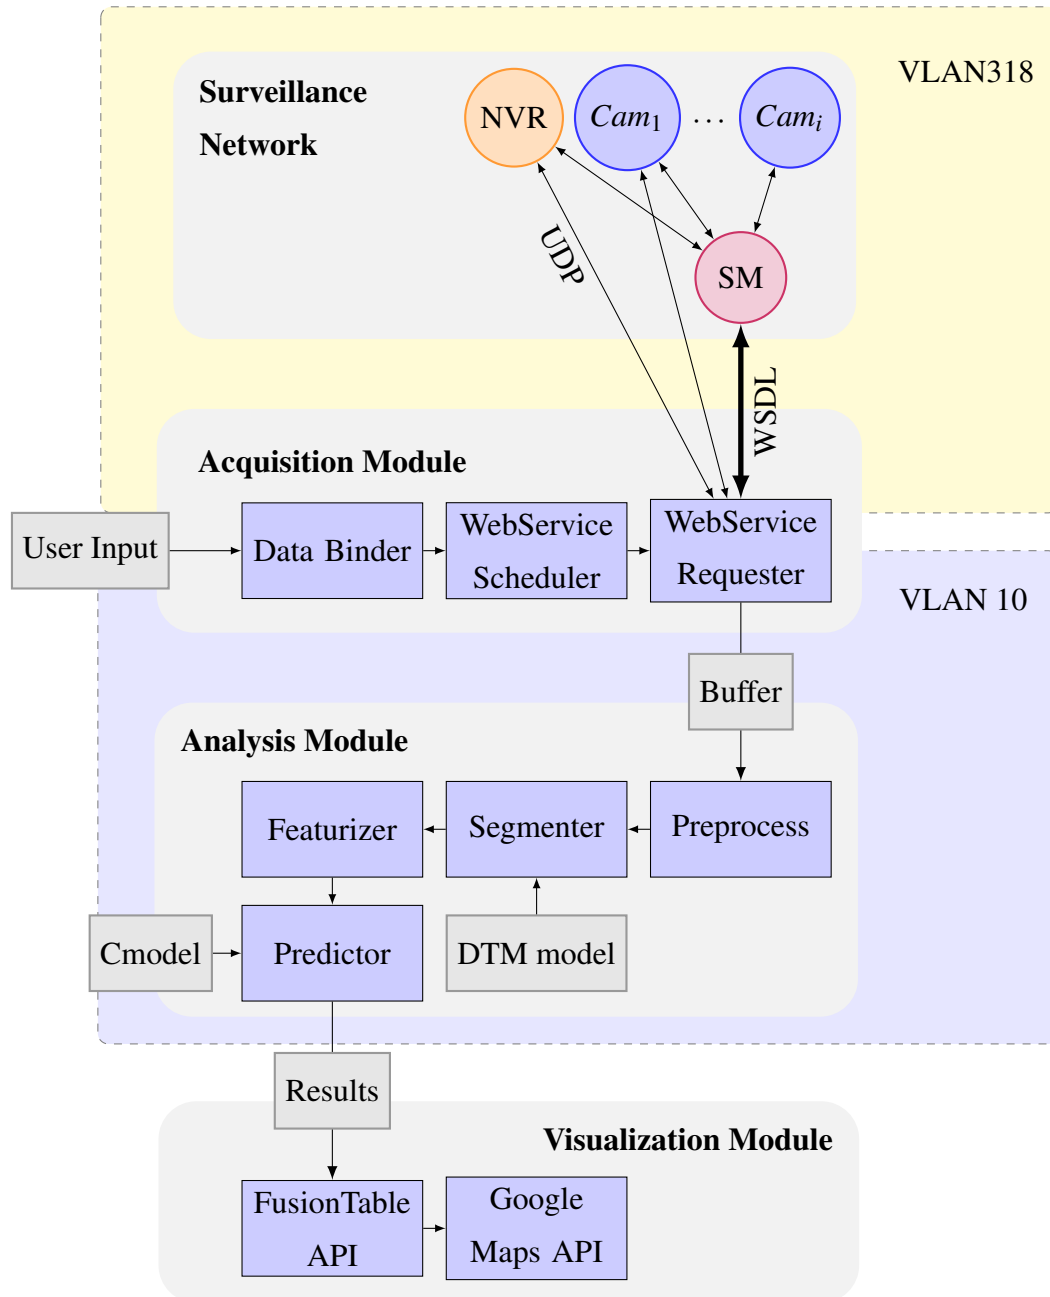 VLAN318
Surveillance
Network
NVR
Cam₁
...
Camᵢ
UDP
SM
WSDL
Acquisition Module
User Input
Data Binder
WebService
Scheduler
WebService
Requester
VLAN 10
Buffer
Analysis Module
Featurizer
Segmenter
Preprocess
Cmodel
Predictor
DTM model
Results
Visualization Module
FusionTable
API
Google
Maps API